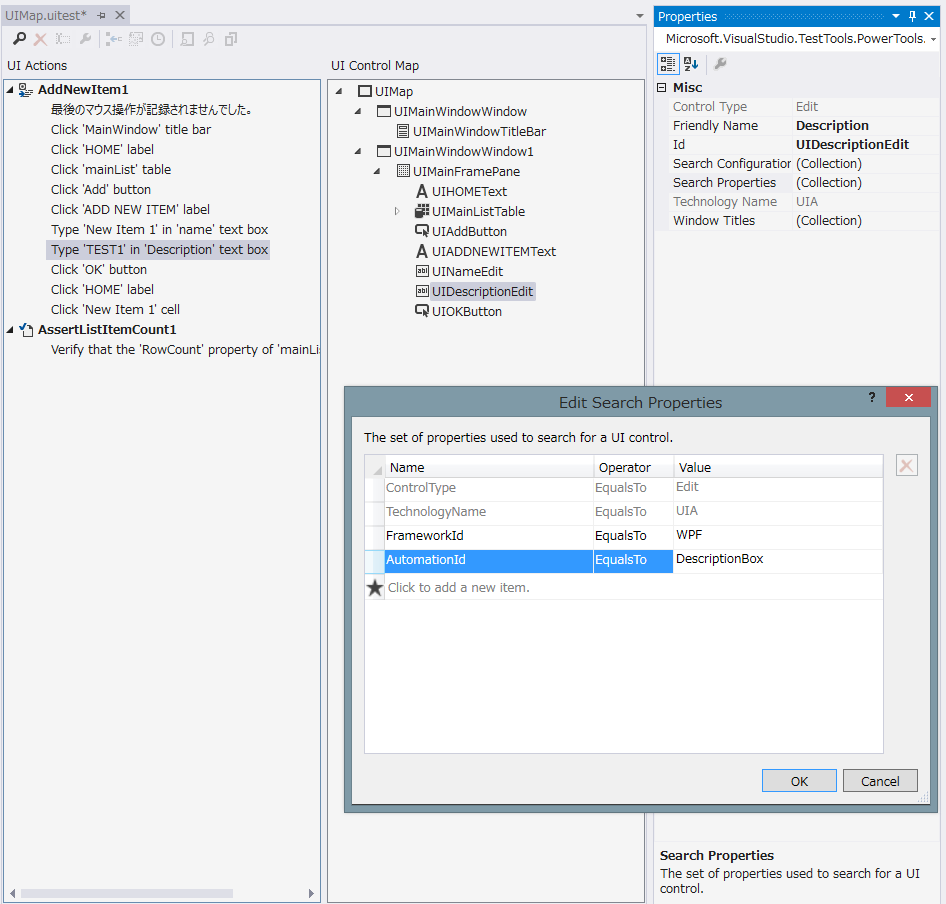 UIMap.uitest*
UI Actions
AddNewItem1
最後のマウス操作が記録されませんでした。
Click 'MainWindow' title bar
Click 'HOME' label
Click 'mainList' table
Click 'Add' button
Click 'ADD NEW ITEM' label
Type 'New Item 1' in 'name' text box
Type 'TEST1' in 'Description' text box
Click 'OK' button
Click 'HOME' label
Click 'New Item 1' cell
AssertListItemCount1
Verify that the 'RowCount' property of 'mainLi
UI Control Map
UIMap
UIMainWindowWindow
UIMainWindowTitleBar
UIMainWindowWindow1
UIMainFramePane
UIHOMEText
UIMainListTable
UIAddButton
UIADDNEWITEMText
UINameEdit
UIDescriptionEdit
UIOKButton
Properties
Microsoft.VisualStudio.TestTools.PowerTools.
Misc
Control Type Edit
Friendly Name Description
Id UIDescriptionEdit
Search Configuration (Collection)
Search Properties (Collection)
Technology Name UIA
Window Titles (Collection)
Edit Search Properties
?
The set of properties used to search for a UI control.
Name Operator Value
ControlType EqualsTo Edit
TechnologyName EqualsTo UIA
FrameworkId EqualsTo WPF
AutomationId EqualsTo DescriptionBox
Click to add a new item.
OK Cancel
Search Properties
The set of properties used to search for a UI
control.